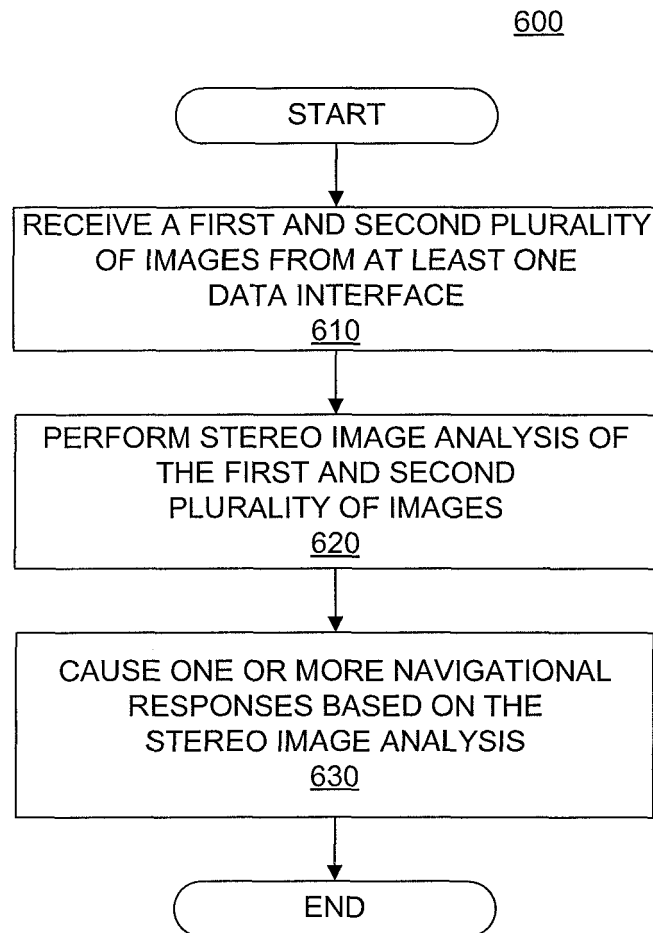 600
START
RECEIVE A FIRST AND SECOND PLURALITY
OF IMAGES FROM AT LEAST ONE
DATA INTERFACE
610
PERFORM STEREO IMAGE ANALYSIS OF
THE FIRST AND SECOND
PLURALITY OF IMAGES
620
CAUSE ONE OR MORE NAVIGATIONAL
RESPONSES BASED ON THE
STEREO IMAGE ANALYSIS
630
END